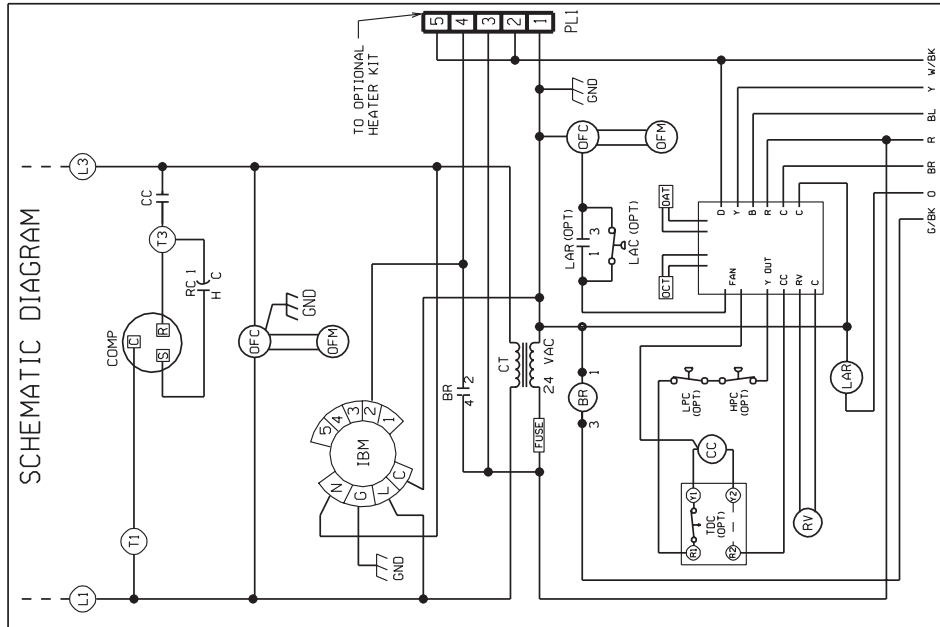 SCHEMATIC DIAGRAM
L1
L3
T1
COMP
C
S
R
T3
CC
RC 1
H C
OFC
GND
OFM
IBM
5
4
3
2
1
N
G
L
C
GND
BR
4 2
CT
24 VAC
FUSE
TO OPTIONAL
HEATER KIT
5
4
3
2
1
PL1
GND
OFC
OFM
LAR (OPT)
1 3
LAC (OPT)
BR
3
1
OCT
OAT
FAN
Y OUT
CC
RV
C
D
Y
B
R
C
C
LPC
(OPT)
HPC
(OPT)
LAR
CC
Y1
Y2
TDC
(OPT)
R1
R2
RV
W/BK
Y
BL
R
BR
O
G/BK